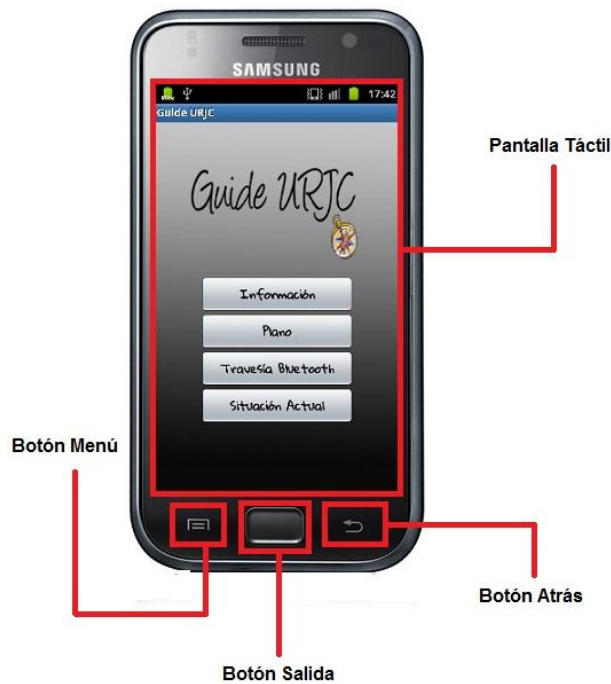 SAMSUNG
17:42
Guide URJC
Guide URJC
Pantalla Táctil
Información
Plano
Travesía Bluetooth
Situación Actual
Botón Menú
Botón Atrás
Botón Salida